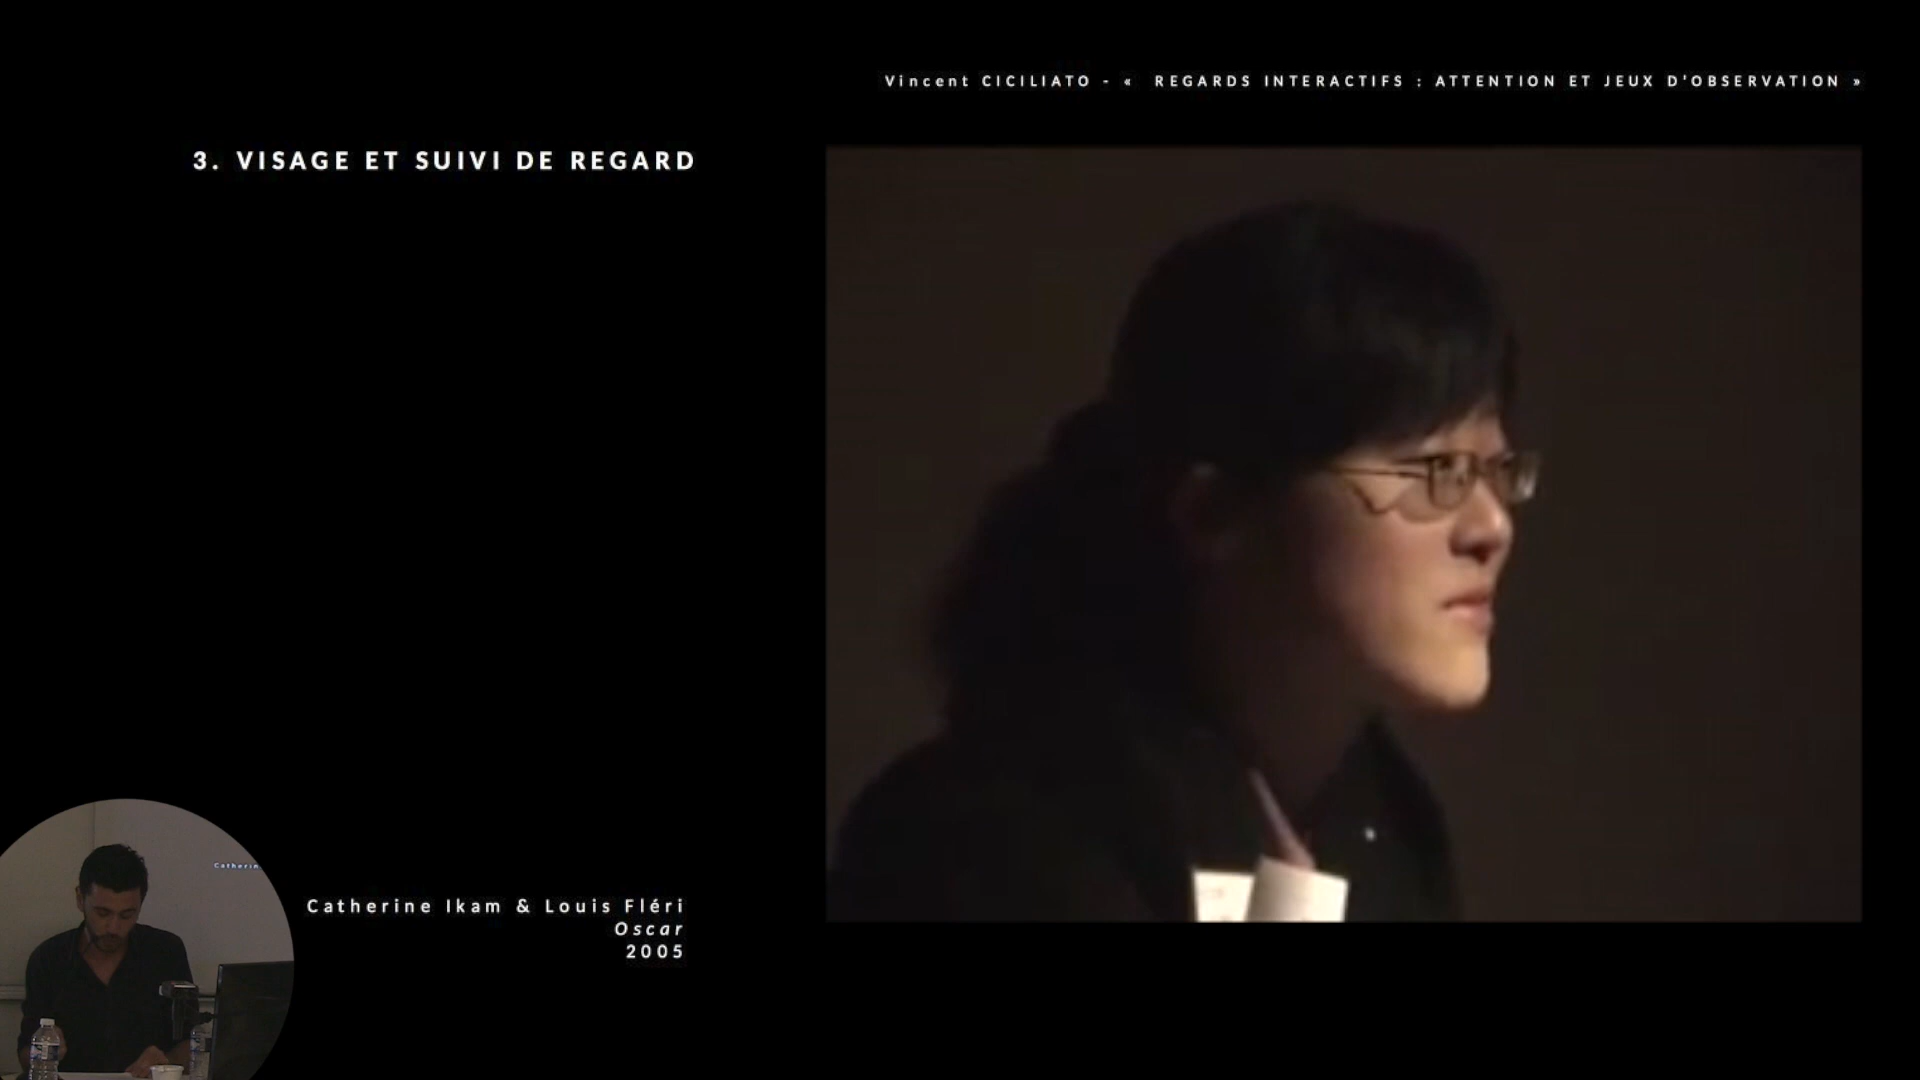 Vincent CICILIATO - « REGARDS INTERACTIFS : ATTENTION ET JEUX D'OBSERVATION »
3. VISAGE ET SUIVI DE REGARD
Catherin
Catherine Ikam & Louis Fléri
Oscar
2005